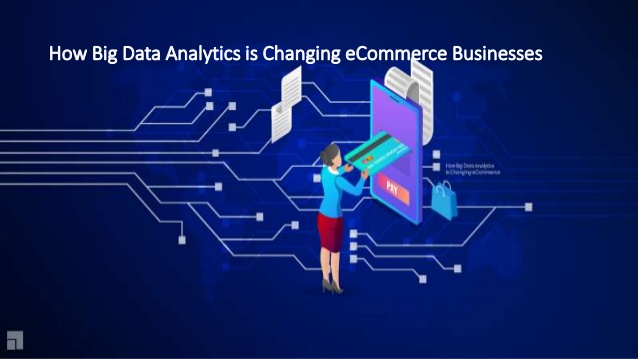 How Big Data Analytics is Changing eCommerce Businesses
How Big Data Analytics
Is Changing eCommerce
PAY